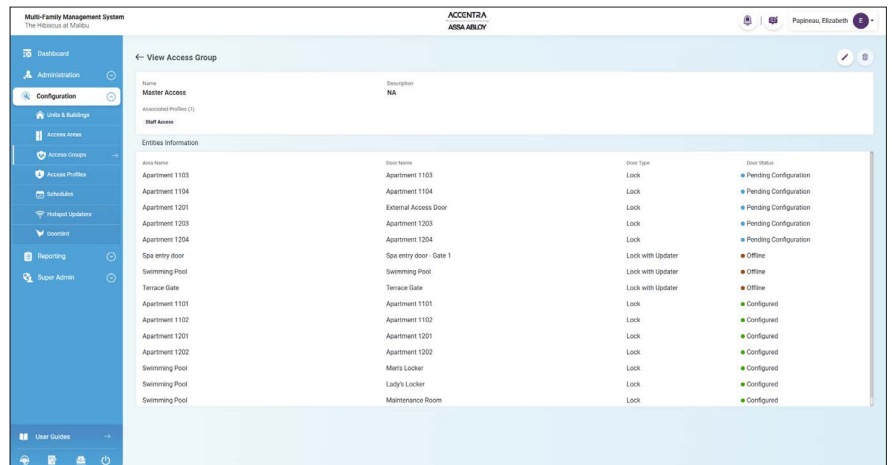 Multi-Family Management System
The Hibiscus at Malibu
ACCENTRA
ASSA ABLOY
Papineau, Elizabeth E
Dashboard
Administration
Configuration
Units & Buildings
Access Areas
Access Groups
Access Profiles
Schedules
Hotspot Updaters
Doorbird
Reporting
Super Admin
User Guides
← View Access Group
Name Description
Master Access NA
Associated Profiles (1)
Staff Access
Entities Information
Area Name Door Name Door Type Door Status
Apartment 1103 Apartment 1103 Lock Pending Configuration
Apartment 1104 Apartment 1104 Lock Pending Configuration
Apartment 1201 External Access Door Lock Pending Configuration
Apartment 1203 Apartment 1203 Lock Pending Configuration
Apartment 1204 Apartment 1204 Lock Pending Configuration
Spa entry door Spa entry door - Gate 1 Lock with Updater Offline
Swimming Pool Swimming Pool Lock with Updater Offline
Terrace Gate Terrace Gate Lock with Updater Offline
Apartment 1101 Apartment 1101 Lock Configured
Apartment 1102 Apartment 1102 Lock Configured
Apartment 1201 Apartment 1201 Lock Configured
Apartment 1202 Apartment 1202 Lock Configured
Swimming Pool Men's Locker Lock Configured
Swimming Pool Lady's Locker Lock Configured
Swimming Pool Maintenance Room Lock Configured